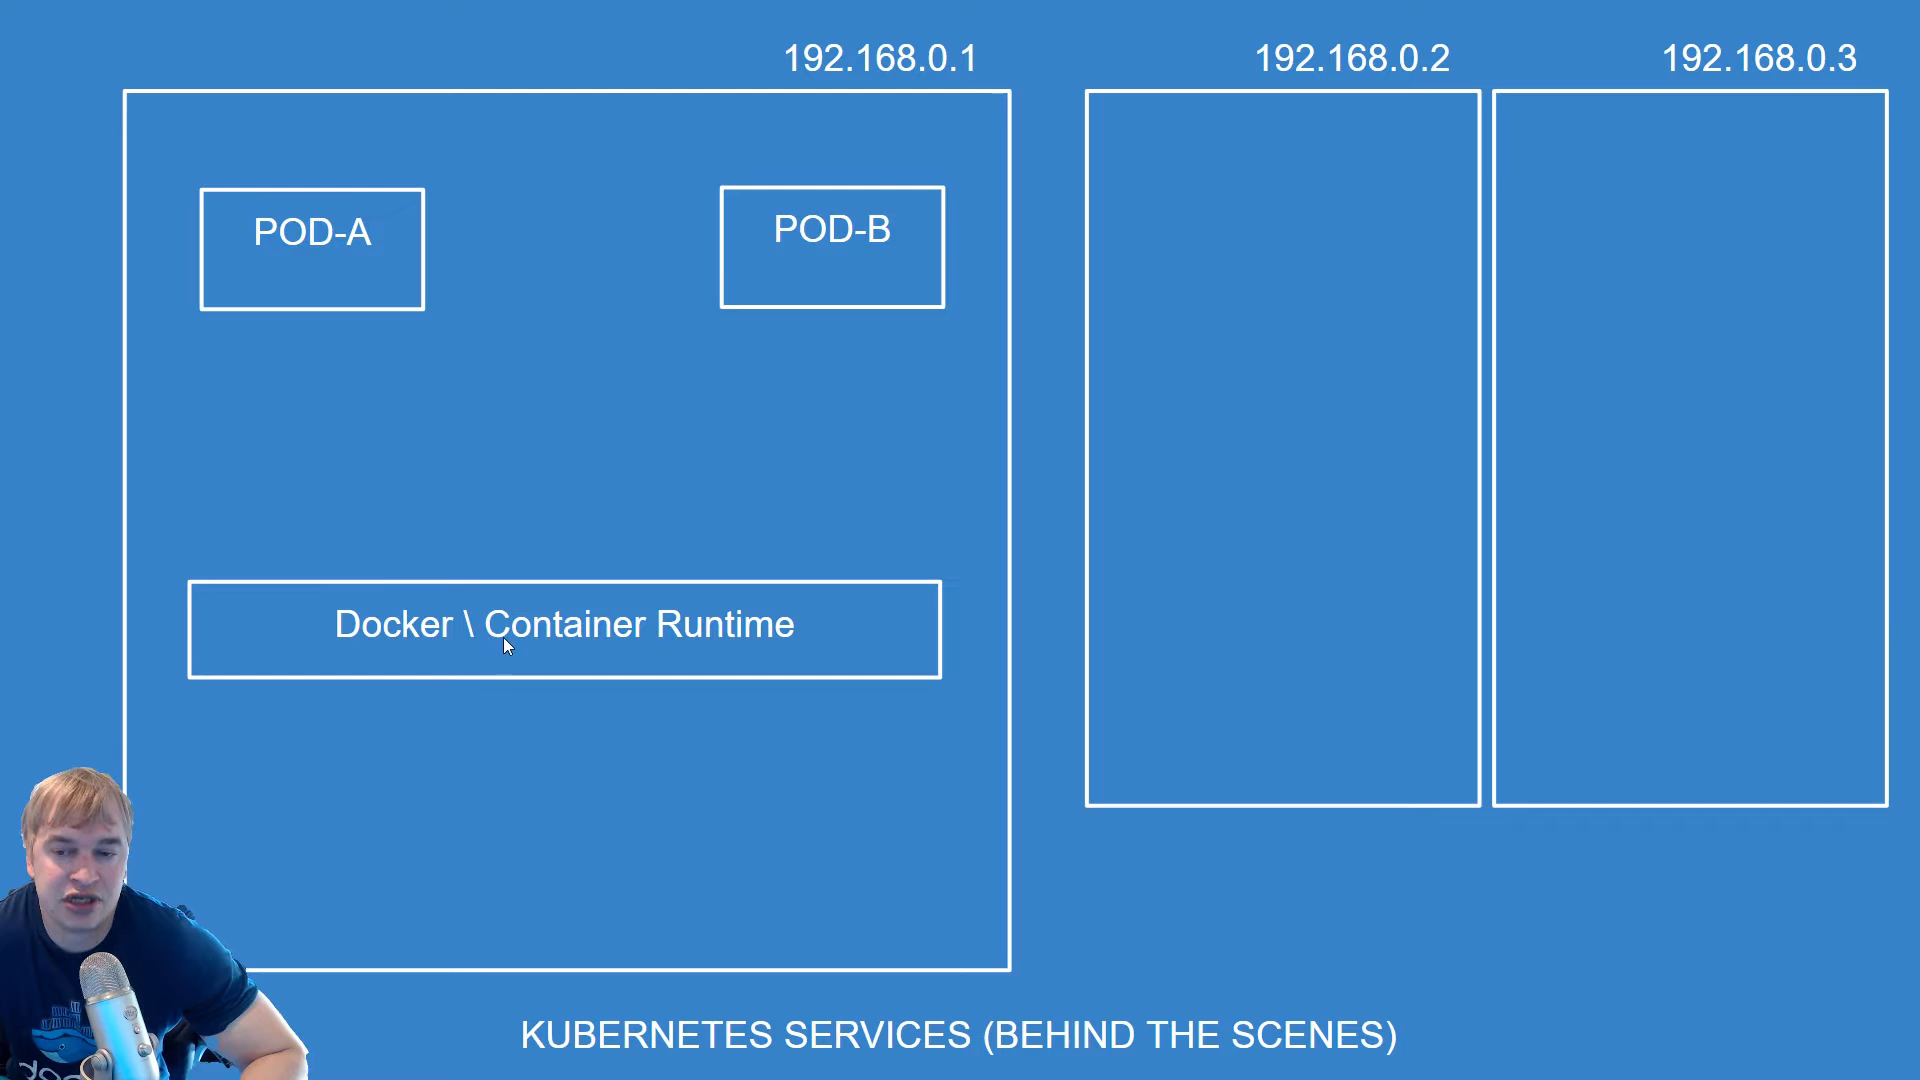 192.168.0.1
192.168.0.2
192.168.0.3
POD-A
POD-B
Docker \ Container Runtime
KUBERNETES SERVICES (BEHIND THE SCENES)